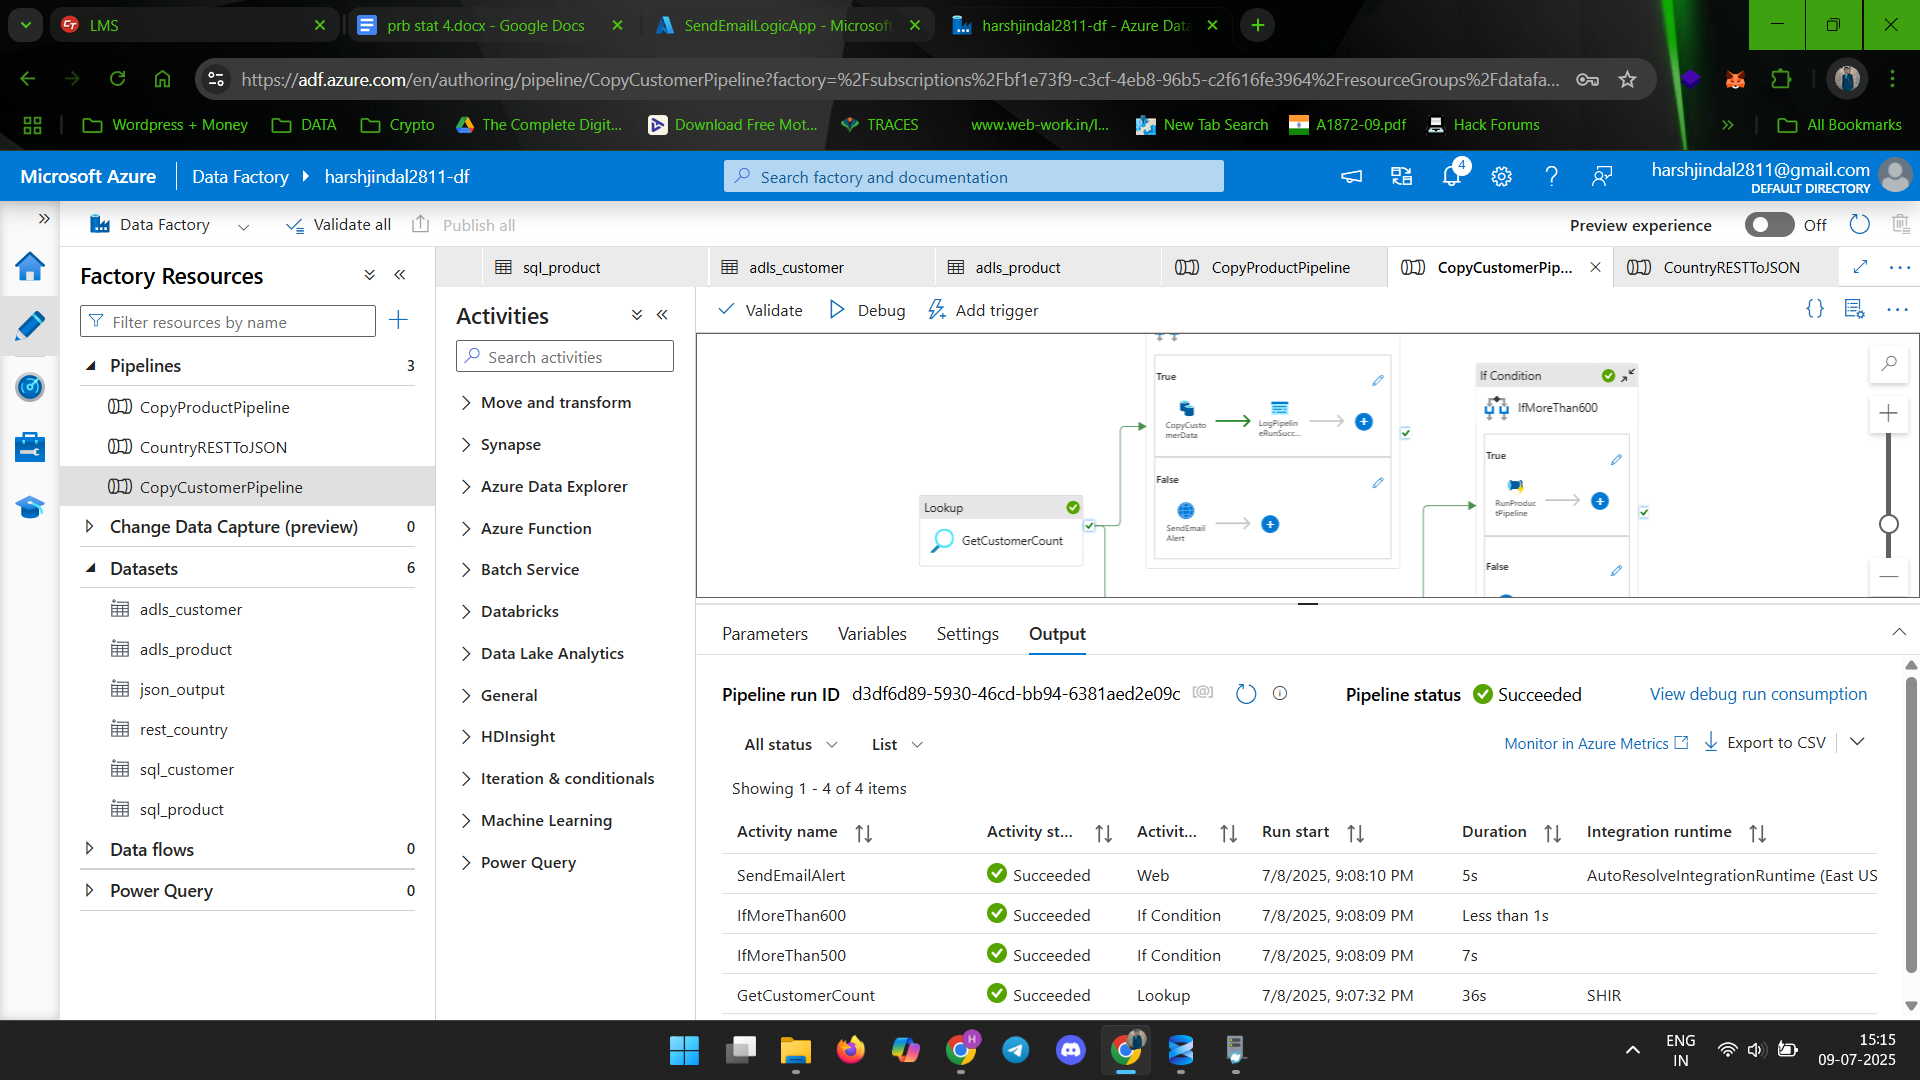 LMS
prb stat 4.docx - Google Docs
SendEmailLogicApp - Microsoft
harshjindal2811-df - Azure Data
https://adf.azure.com/en/authoring/pipeline/CopyCustomerPipeline?factory=%2Fsubscriptions%2Fbf1e73f9-c3cf-4eb8-96b5-c2f616fe3964%2FresourceGroups%2Fdatafa...
Wordpress + Money
DATA
Crypto
The Complete Digit...
Download Free Mot...
TRACES
www.web-work.in/l...
New Tab Search
A1872-09.pdf
Hack Forums
All Bookmarks
Microsoft Azure
Data Factory
harshjindal2811-df
Search factory and documentation
4
harshjindal2811@gmail.com
DEFAULT DIRECTORY
Data Factory
Validate all
Publish all
Preview experience
Off
Factory Resources
Filter resources by name
Pipelines 3
CopyProductPipeline
CountryRESTToJSON
CopyCustomerPipeline
Change Data Capture (preview) 0
Datasets 6
adls_customer
adls_product
json_output
rest_country
sql_customer
sql_product
Data flows 0
Power Query 0
sql_product
adls_customer
adls_product
CopyProductPipeline
CopyCustomerPip...
CountryRESTToJSON
Activities
Search activities
Move and transform
Synapse
Azure Data Explorer
Azure Function
Batch Service
Databricks
Data Lake Analytics
General
HDInsight
Iteration & conditionals
Machine Learning
Power Query
Validate
Debug
Add trigger
Lookup
GetCustomerCount
True
CopyCusto
merData
LogPipelin
eRunSucc...
False
SendEmail
Alert
If Condition
IfMoreThan600
True
RunProduc
tPipeline
False
Parameters
Variables
Settings
Output
Pipeline run ID d3df6d89-5930-46cd-bb94-6381aed2e09c
Pipeline status Succeeded
View debug run consumption
All status
List
Monitor in Azure Metrics
Export to CSV
Showing 1 - 4 of 4 items
Activity name Activity st... Activit... Run start Duration Integration runtime
SendEmailAlert Succeeded Web 7/8/2025, 9:08:10 PM 5s AutoResolveIntegrationRuntime (East US
IfMoreThan600 Succeeded If Condition 7/8/2025, 9:08:09 PM Less than 1s
IfMoreThan500 Succeeded If Condition 7/8/2025, 9:08:09 PM 7s
GetCustomerCount Succeeded Lookup 7/8/2025, 9:07:32 PM 36s SHIR
H
ENG
IN
15:15
09-07-2025